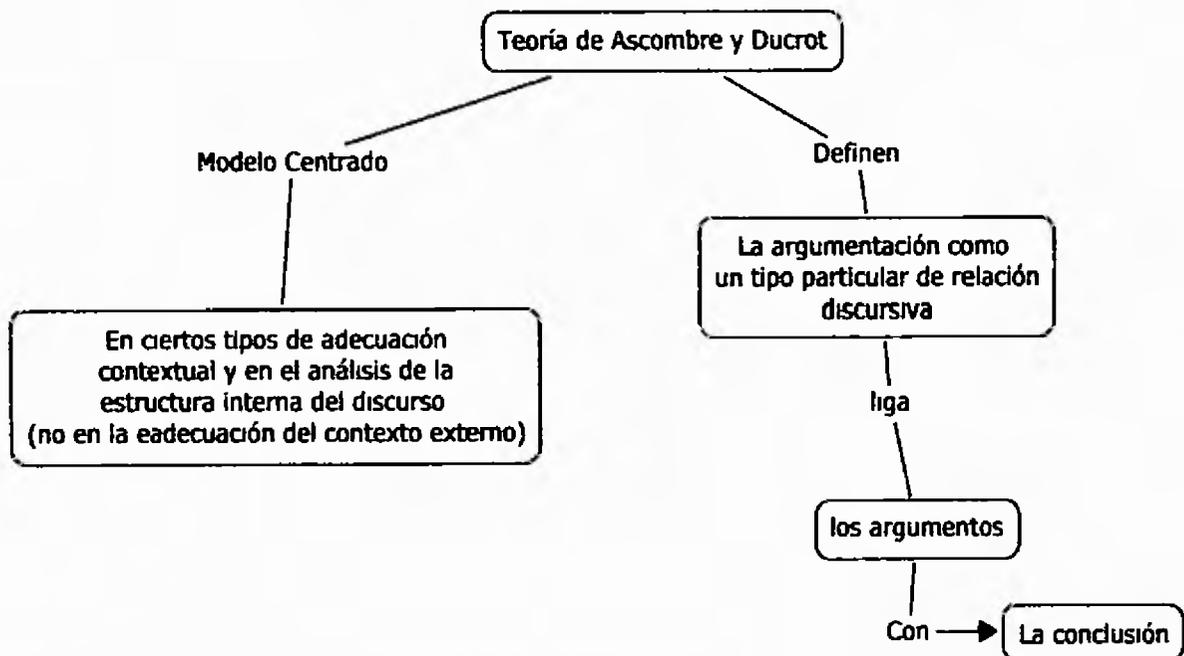 Teoría de Ascombre y Ducrot
Modelo Centrado
Definen
En ciertos tipos de adecuación
contextual y en el análisis de la
estructura interna del discurso
(no en la eadecuación del contexto externo)
La argumentación como
un tipo particular de relación
discursiva
liga
los argumentos
Con
La conclusión